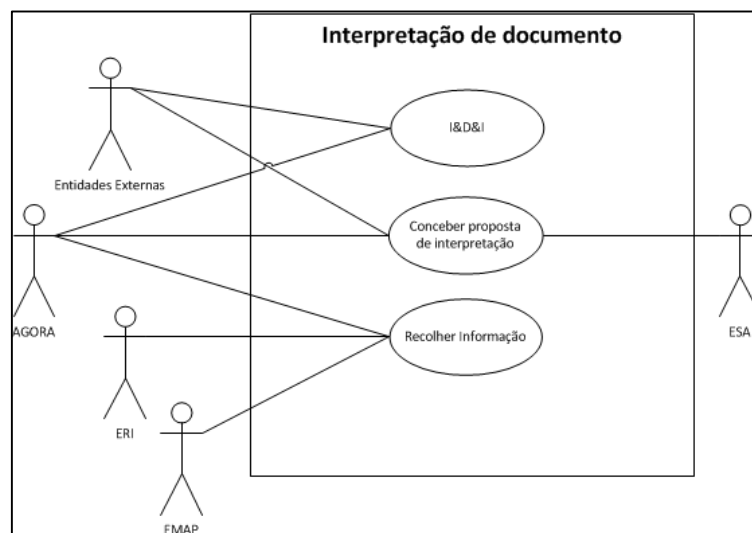 Interpretação de documento
I&D&I
Entidades Externas
Conceber proposta
de interpretação
AGORA
ESA
Recolher Informação
ERI
EMAP